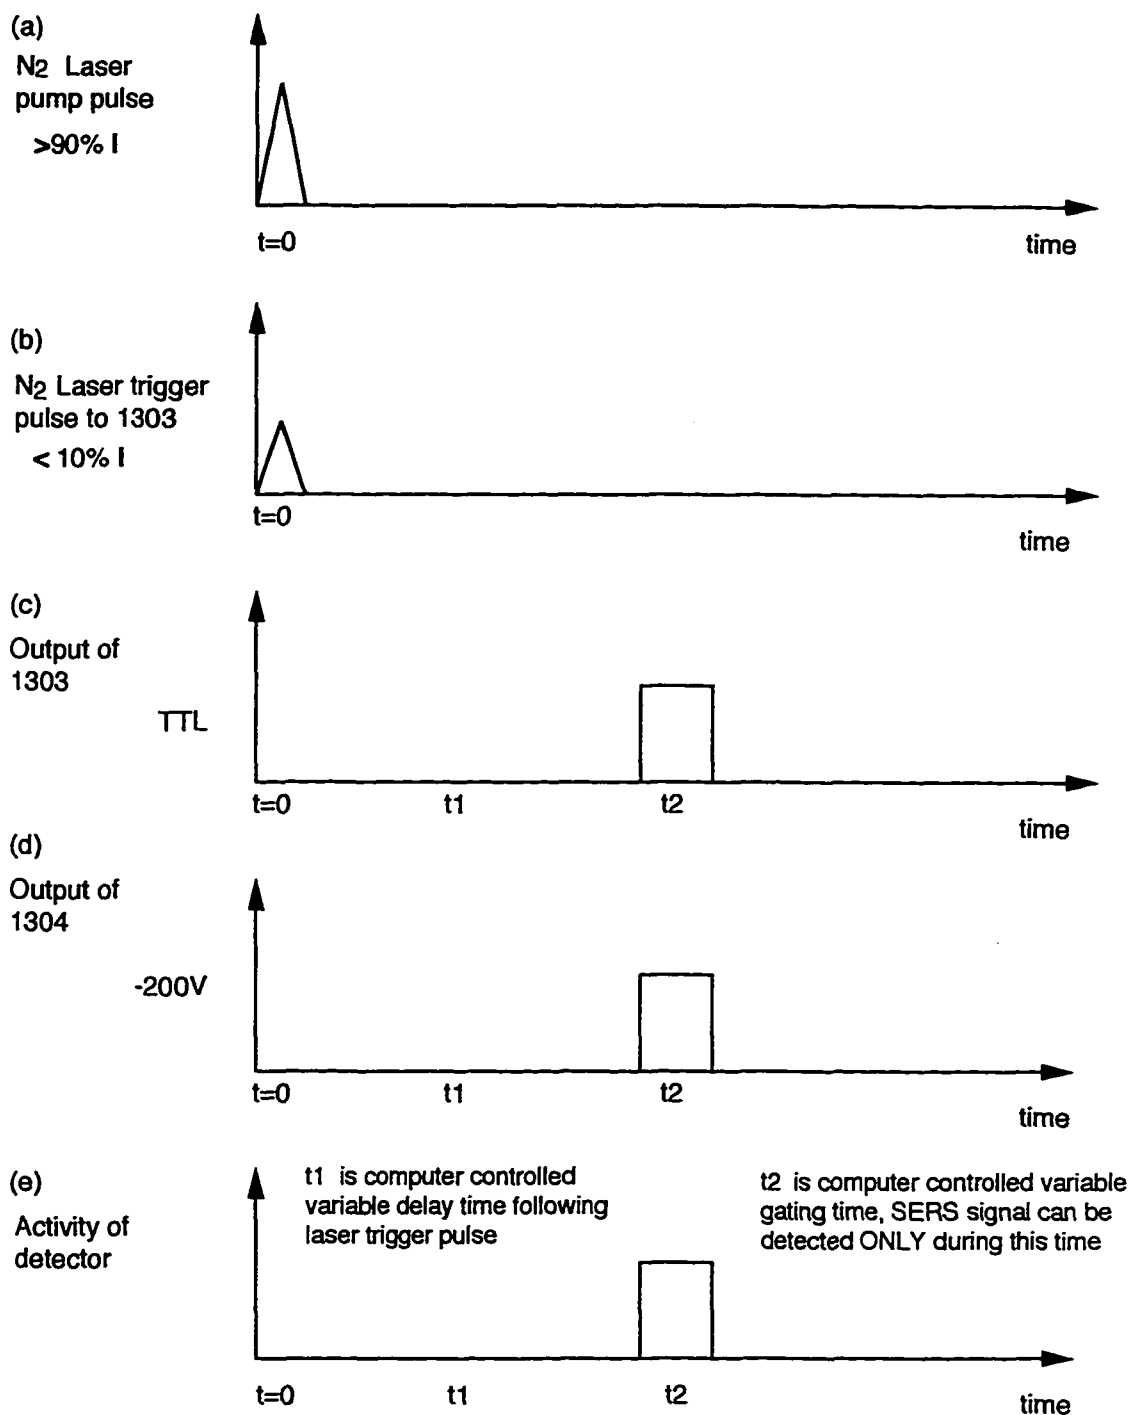 (a)
N2 Laser
pump pulse
>90% I
t=0
time
(b)
N2 Laser trigger
pulse to 1303
< 10% I
t=0
time
(c)
Output of
1303
TTL
t=0
t1
t2
time
(d)
Output of
1304
-200V
t=0
t1
t2
time
(e)
Activity of
detector
t1 is computer controlled
variable delay time following
laser trigger pulse
t2 is computer controlled variable
gating time, SERS signal can be
detected ONLY during this time
t=0
t1
t2
time